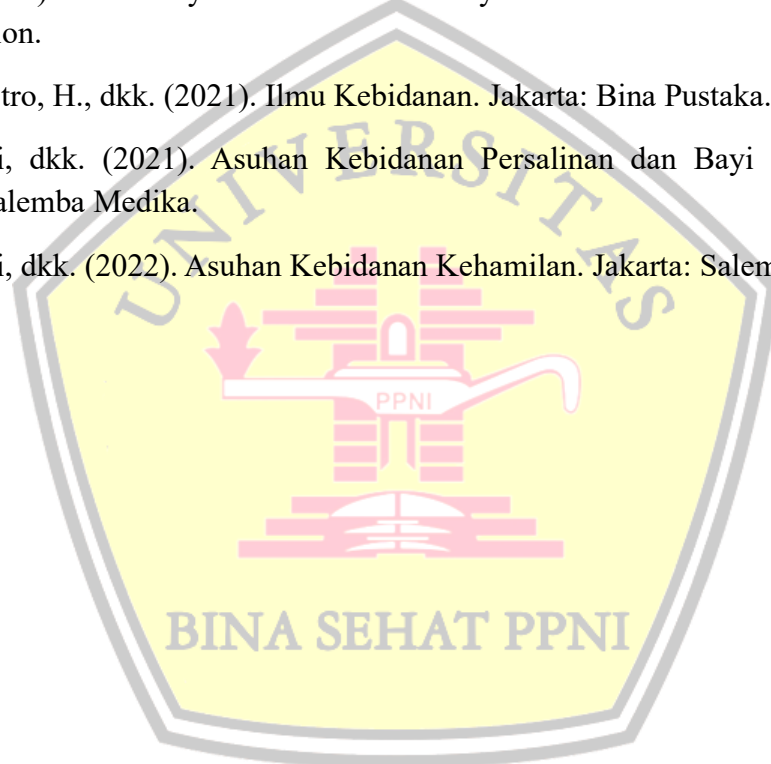 on.
tro, H., dkk. (2021). Ilmu Kebidanan. Jakarta: Bina Pustaka.
i, dkk. (2021). Asuhan Kebidanan Persalinan dan Bayi
alemba Medika.
i, dkk. (2022). Asuhan Kebidanan Kehamilan. Jakarta: Salem
UNIVERSITAS
PPNI
BINA SEHAT PPNI